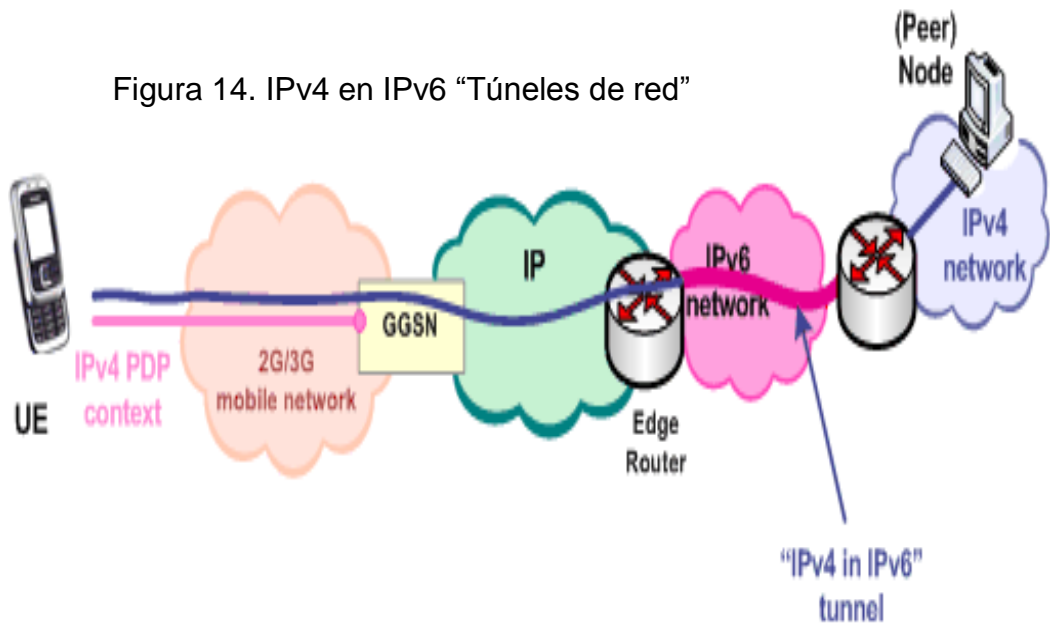 Figura 14. IPv4 en IPv6 “Túneles de red”
(Peer)
Node
IPv4
network
IP
IPv6
network
GGSN
IPv4 PDP
context
2G/3G
mobile network
UE
Edge
Router
“IPv4 in IPv6”
tunnel